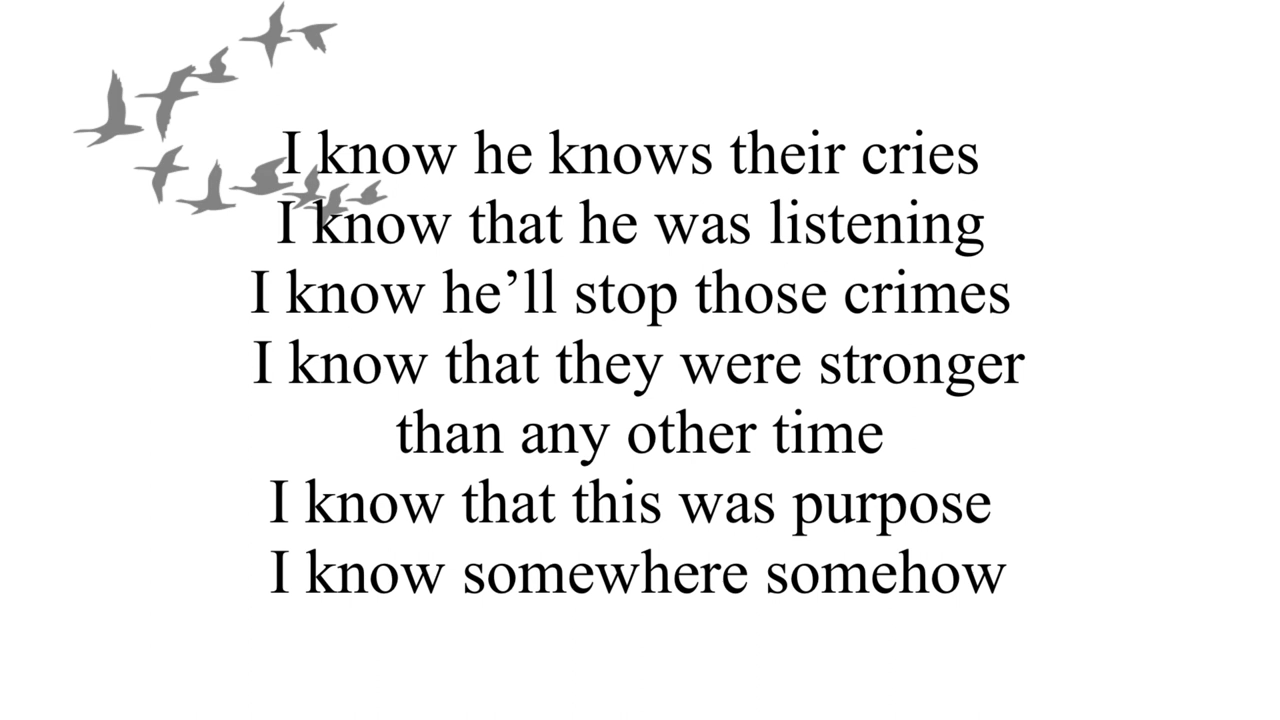 I know he knows their cries
I know that he was listening
I know he’ll stop those crimes
I know that they were stronger
than any other time
I know that this was purpose
I know somewhere somehow